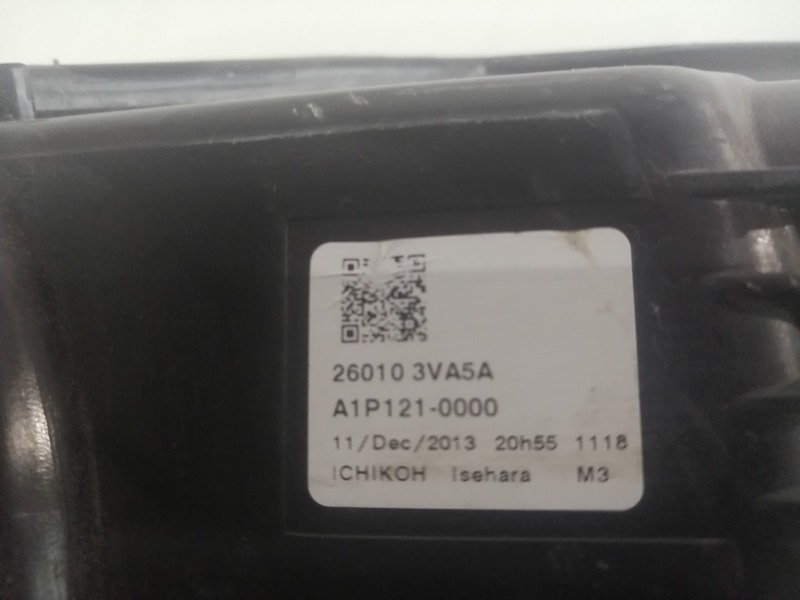 26010 3VA5A
A1P121-0000
11/Dec/2013 20h55 1118
ICHIKOH Isehara M3